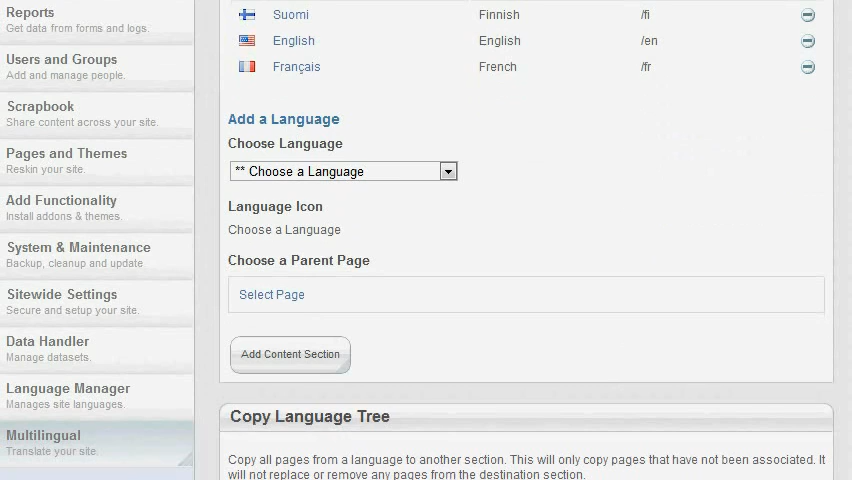 Reports
Get data from forms and logs.
Users and Groups
Add and manage people.
Scrapbook
Share content across your site.
Pages and Themes
Reskin your site.
Add Functionality
Install addons & themes.
System & Maintenance
Backup, cleanup and update
Sitewide Settings
Secure and setup your site.
Data Handler
Manage datasets.
Language Manager
Manages site languages.
Multilingual
Translate your site.
Suomi Finnish /fi
English English /en
Français French /fr
Add a Language
Choose Language
** Choose a Language
Language Icon
Choose a Language
Choose a Parent Page
Select Page
Add Content Section
Copy Language Tree
Copy all pages from a language to another section. This will only copy pages that have not been associated. It
will not replace or remove any pages from the destination section.